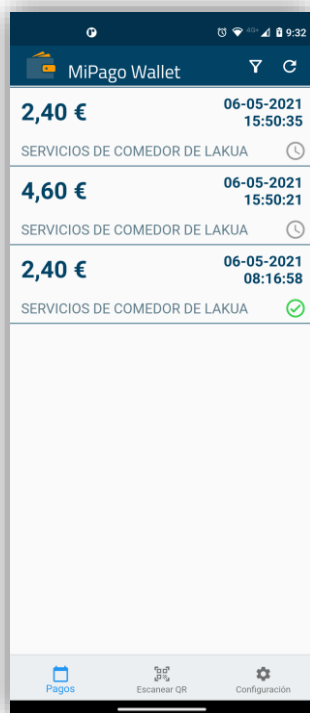 4G+ 9:32
MiPago Wallet
2,40 € 06-05-2021
15:50:35
SERVICIOS DE COMEDOR DE LAKUA
4,60 € 06-05-2021
15:50:21
SERVICIOS DE COMEDOR DE LAKUA
2,40 € 06-05-2021
08:16:58
SERVICIOS DE COMEDOR DE LAKUA
Pagos Escanear QR Configuración